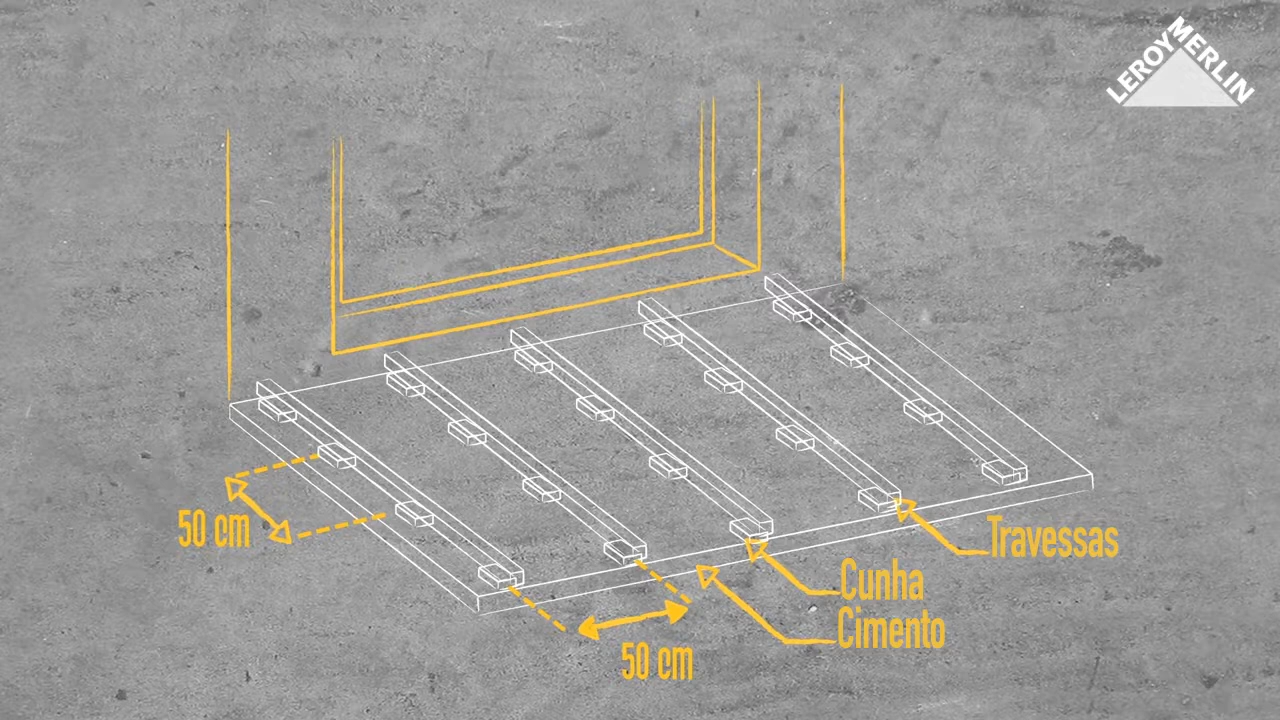 LEROY MERLIN
50 cm
Travessas
Cunha
Cimento
50 cm